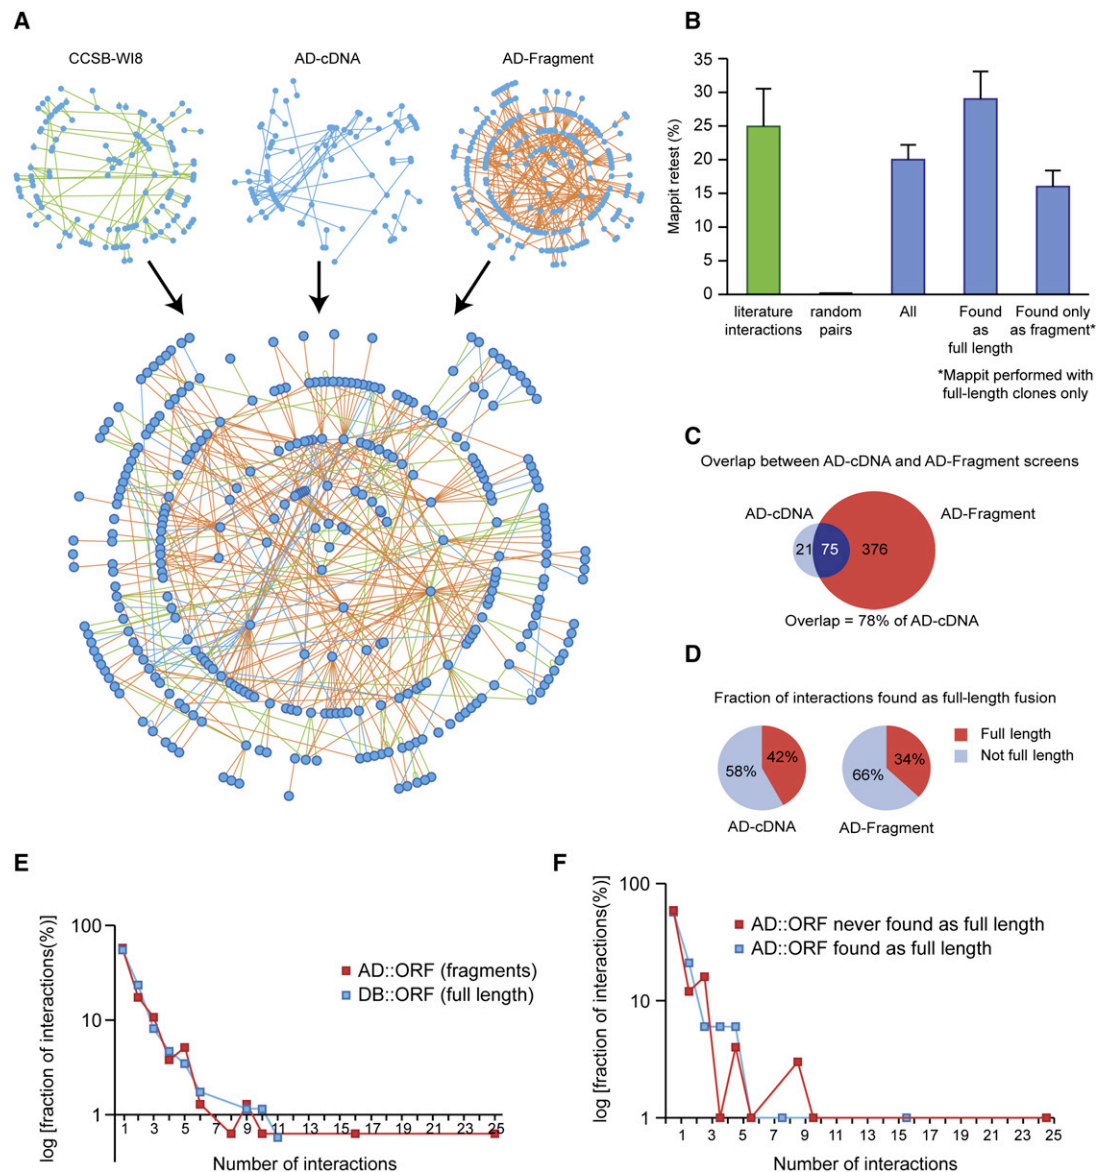 A
CCSB-WI8
AD-cDNA
AD-Fragment
B
Mappit retest (%)
35
30
25
20
15
10
5
0
literature
interactions
random
pairs
All
Found
as
full length
Found only
as fragment*
*Mappit performed with
full-length clones only
C
Overlap between AD-cDNA and AD-Fragment screens
AD-cDNA
AD-Fragment
21
75
376
Overlap = 78% of AD-cDNA
D
Fraction of interactions found as full-length fusion
58%
42%
AD-cDNA
66%
34%
AD-Fragment
Full length
Not full length
E
log [fraction of interactions(%)]
100
10
1
AD::ORF (fragments)
DB::ORF (full length)
1 3 5 7 9 11 13 15 17 19 21 23 25
Number of interactions
F
log [fraction of interactions(%)]
100
10
1
AD::ORF never found as full length
AD::ORF found as full length
1 3 5 7 9 11 13 15 17 19 21 23 25
Number of interactions